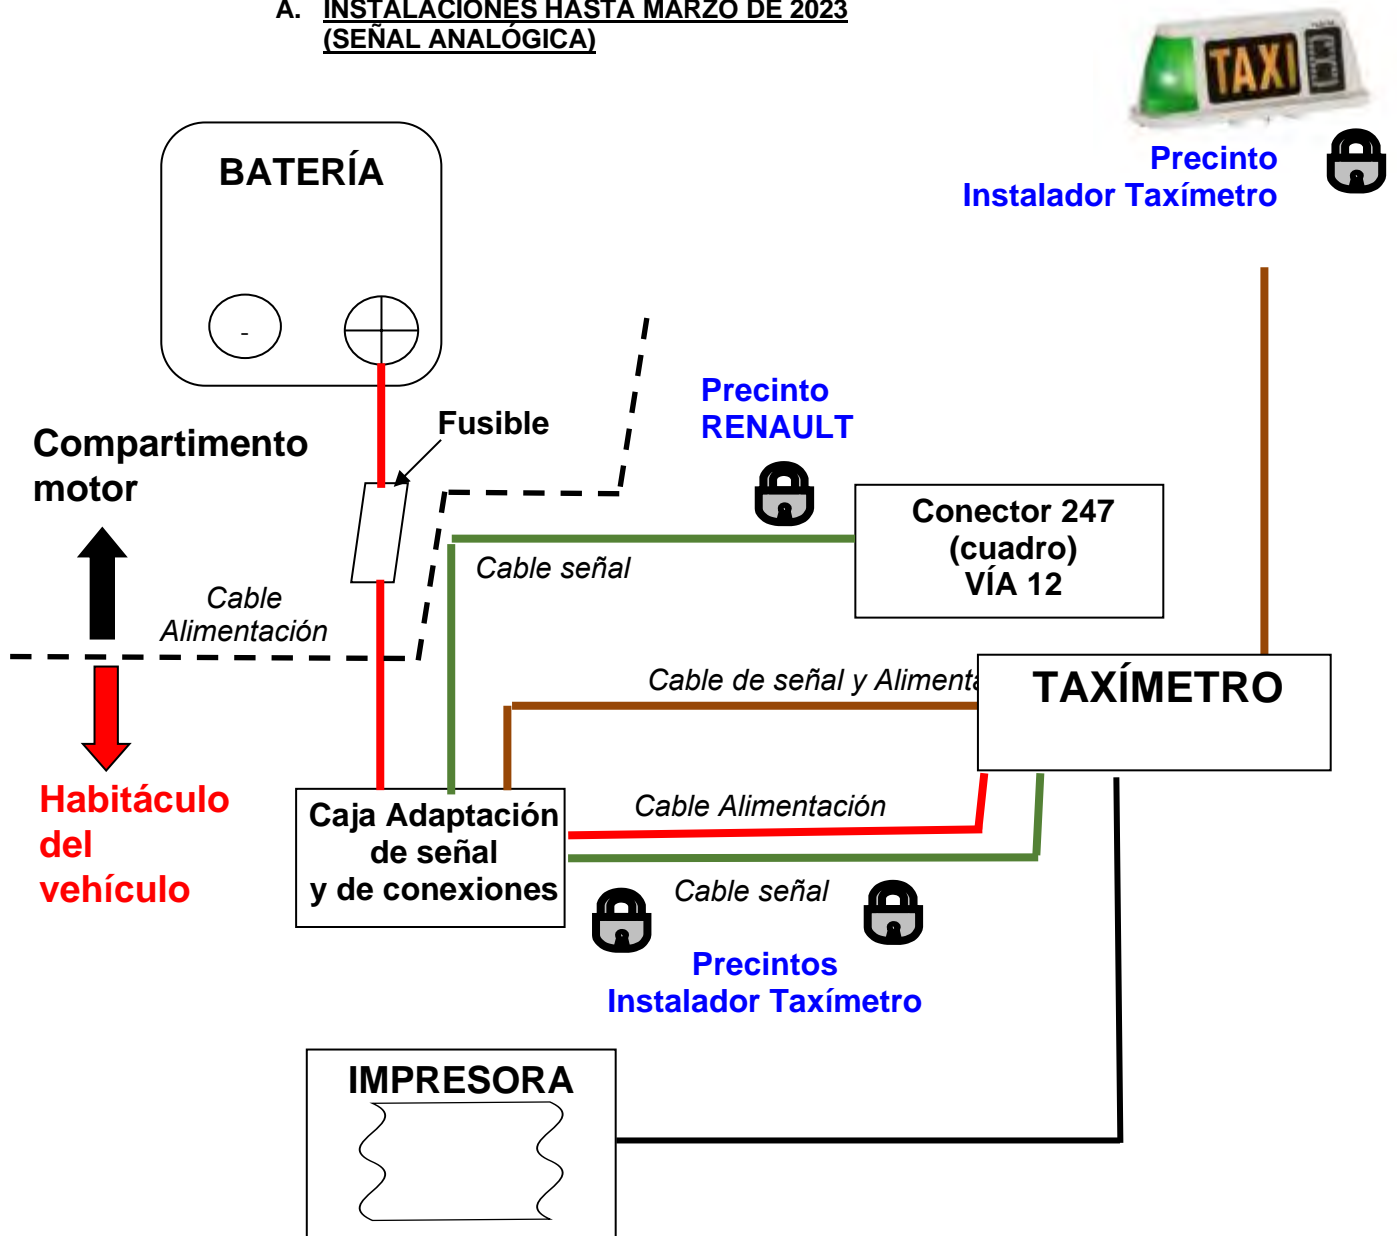 A. INSTALACIONES HASTA MARZO DE 2023
(SEÑAL ANALÓGICA)
TAXI
BATERÍA
Precinto
Instalador Taxímetro
-
Precinto
RENAULT
Fusible
Compartimento
motor
Conector 247
(cuadro)
VÍA 12
Cable señal
Cable
Alimentación
Cable de señal y Alimenta
TAXÍMETRO
Habitáculo
del
vehículo
Caja Adaptación
de señal
y de conexiones
Cable Alimentación
Cable señal
Precintos
Instalador Taxímetro
IMPRESORA